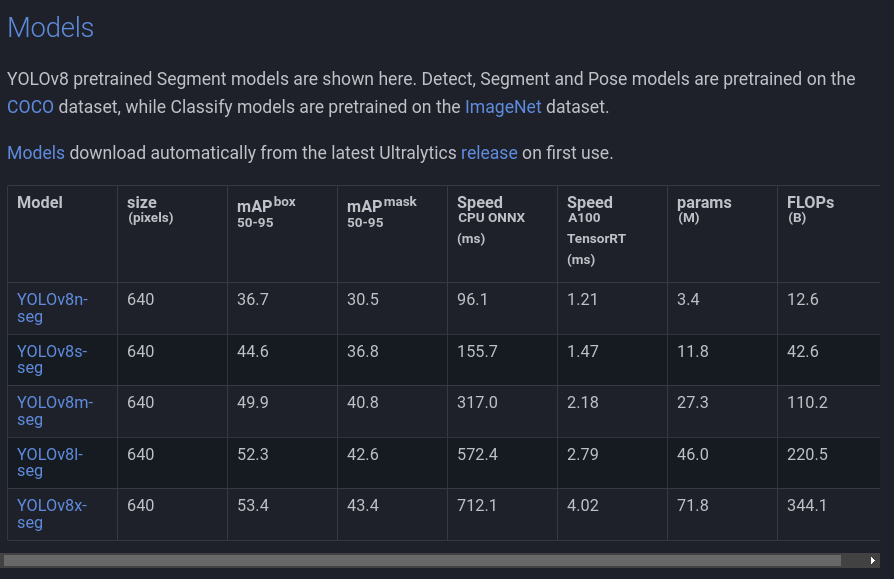 Models
YOLOv8 pretrained Segment models are shown here. Detect, Segment and Pose models are pretrained on the
COCO dataset, while Classify models are pretrained on the ImageNet dataset.
Models download automatically from the latest Ultralytics release on first use.
Model size (pixels) mAPbox 50-95 mAPmask 50-95 Speed CPU ONNX (ms) Speed A100 TensorRT (ms) params (M) FLOPs (B)
YOLOv8n-seg 640 36.7 30.5 96.1 1.21 3.4 12.6
YOLOv8s-seg 640 44.6 36.8 155.7 1.47 11.8 42.6
YOLOv8m-seg 640 49.9 40.8 317.0 2.18 27.3 110.2
YOLOv8l-seg 640 52.3 42.6 572.4 2.79 46.0 220.5
YOLOv8x-seg 640 53.4 43.4 712.1 4.02 71.8 344.1